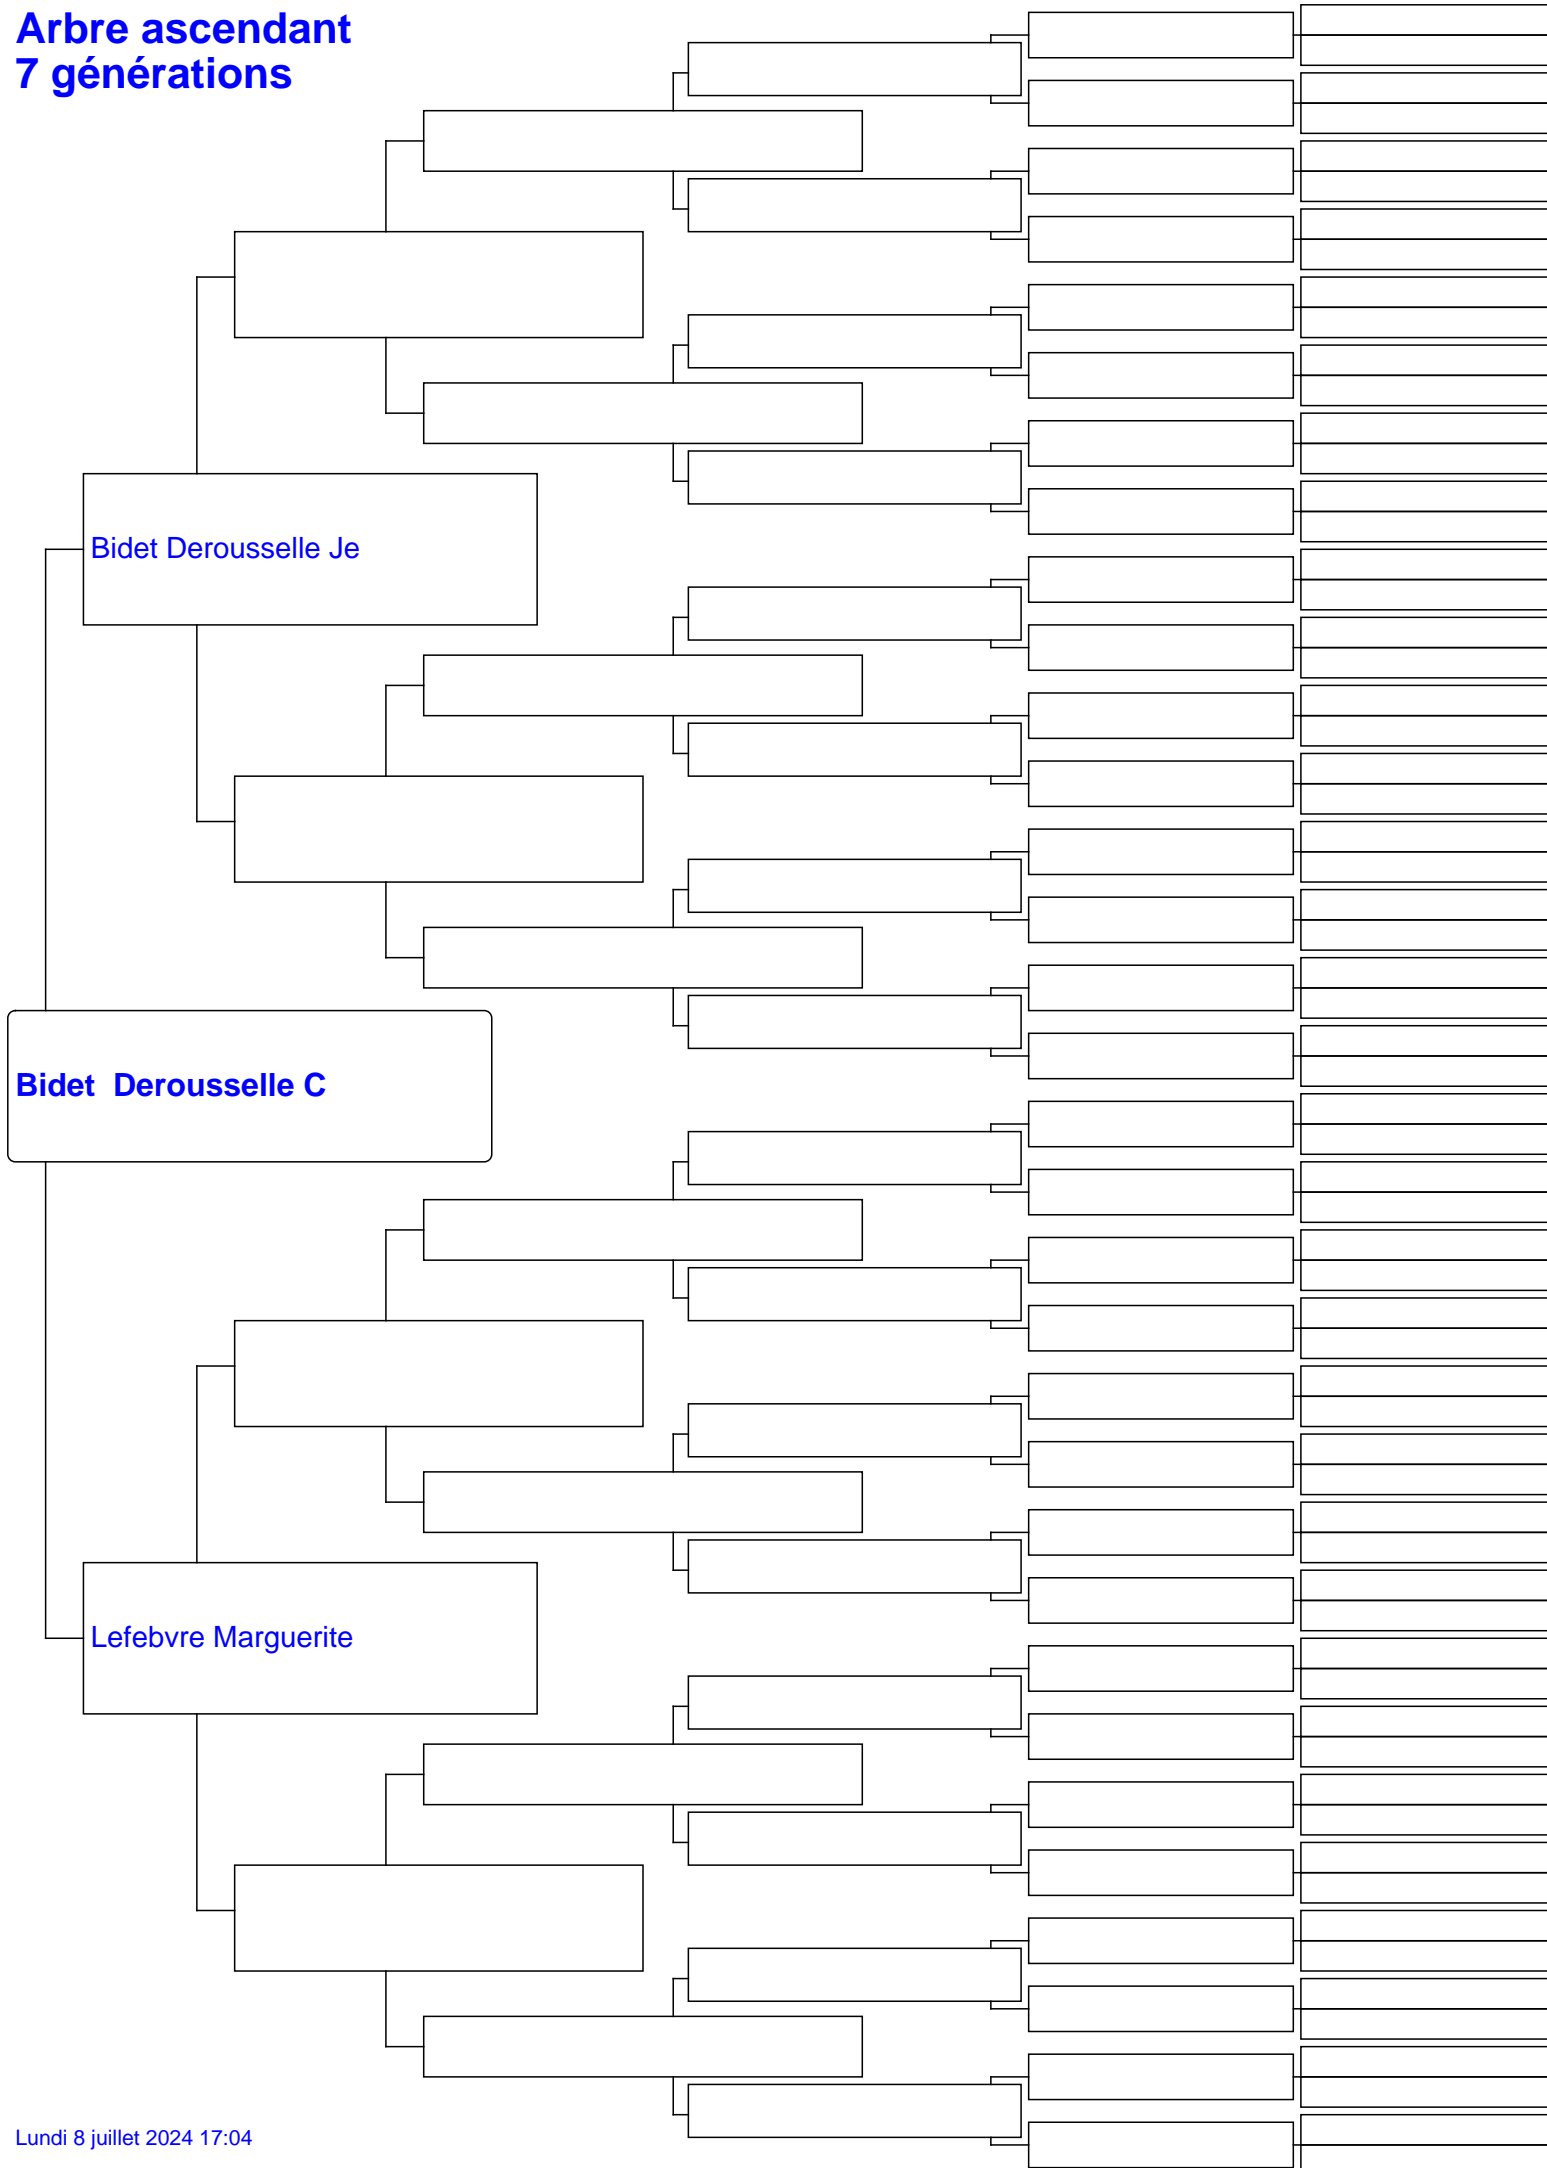 Arbre ascendant
7 générations
Bidet Derousselle Je
Bidet  Derousselle C
Lefebvre Marguerite
Lundi 8 juillet 2024 17:04